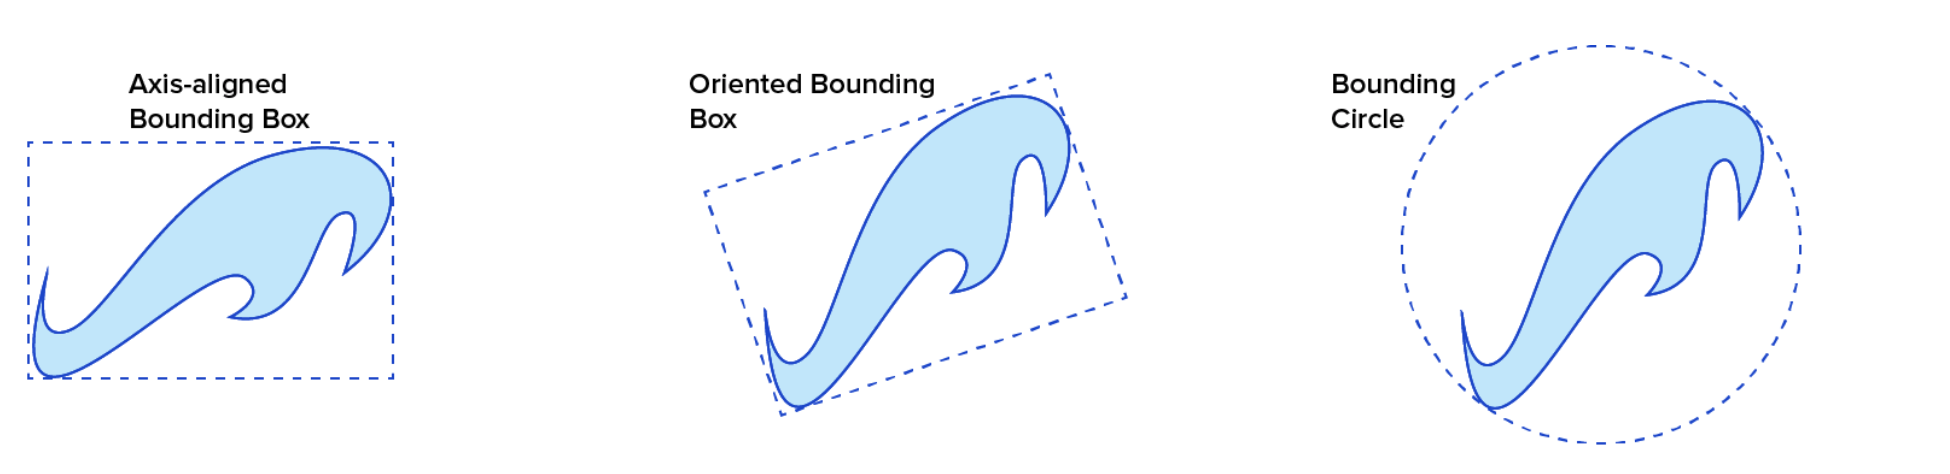 Axis-aligned
Bounding Box
Oriented Bounding
Box
Bounding
Circle